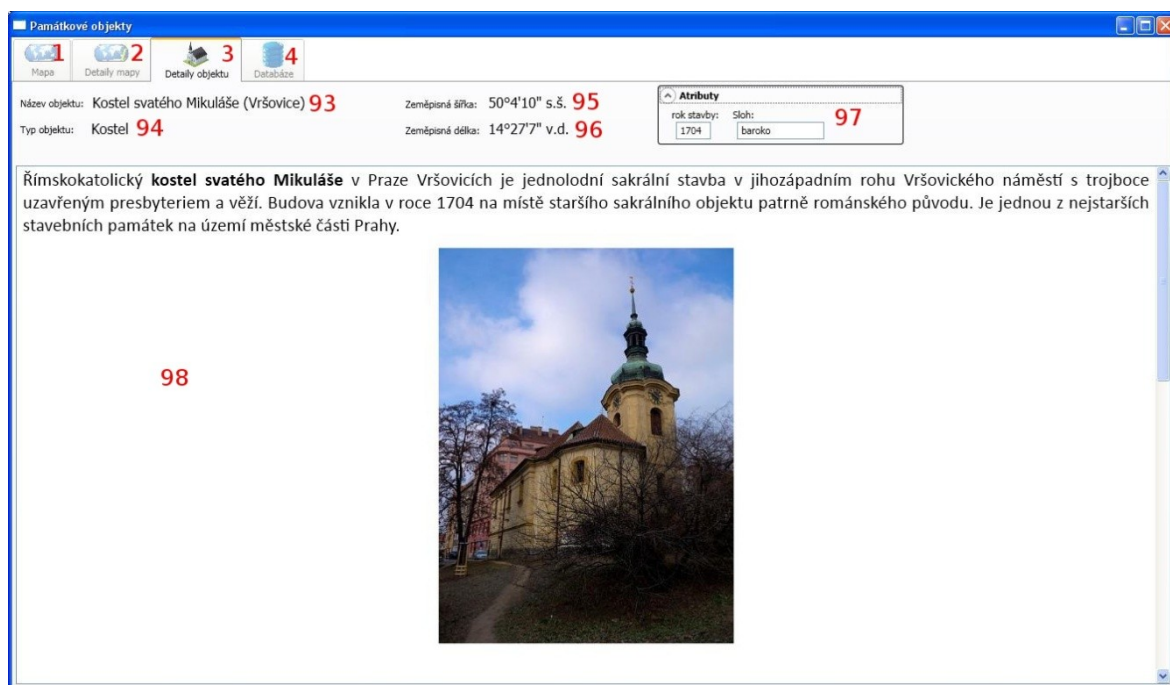 Památkové objekty
1 2 3 4
Mapa Detaily mapy Detaily objektu Databáze
Název objektu: Kostel svatého Mikuláše (Vršovice) 93 Zeměpisná šířka: 50°4'10" s.š. 95 Atributy
rok stavby: Sloh: 97
Typ objektu: Kostel 94 Zeměpisná délka: 14°27'7" v.d. 96 1704 baroko
Římskokatolický kostel svatého Mikuláše v Praze Vršovicích je jednolodní sakrální stavba v jihozápadním rohu Vršovického náměstí s trojboce
uzavřeným presbyteriem a věží. Budova vznikla v roce 1704 na místě staršího sakrálního objektu patrně románského původu. Je jednou z nejstarších
stavebních památek na území městské části Prahy.
98